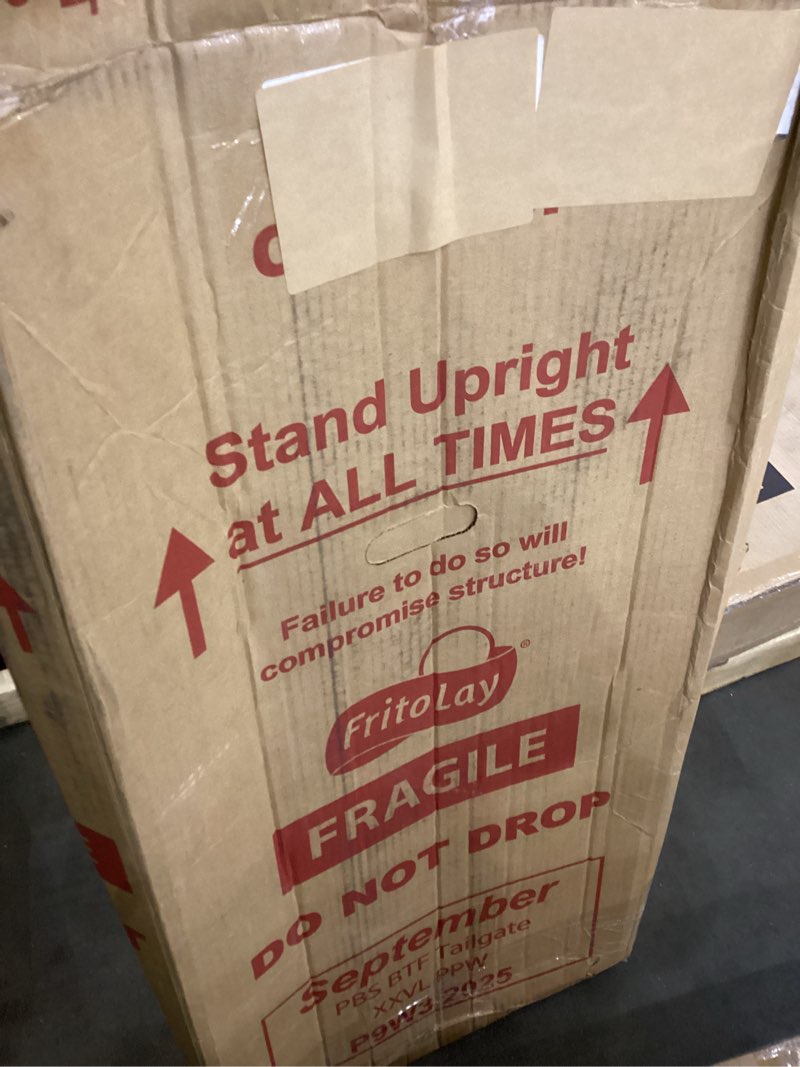 Stand Upright
at ALL TIMES
Failure to do so will
compromise structure!
FritoLay®
FRAGILE
DO NOT DROP
September
PBS BTF Tailgate
XXVL PPW
P9W3 2025